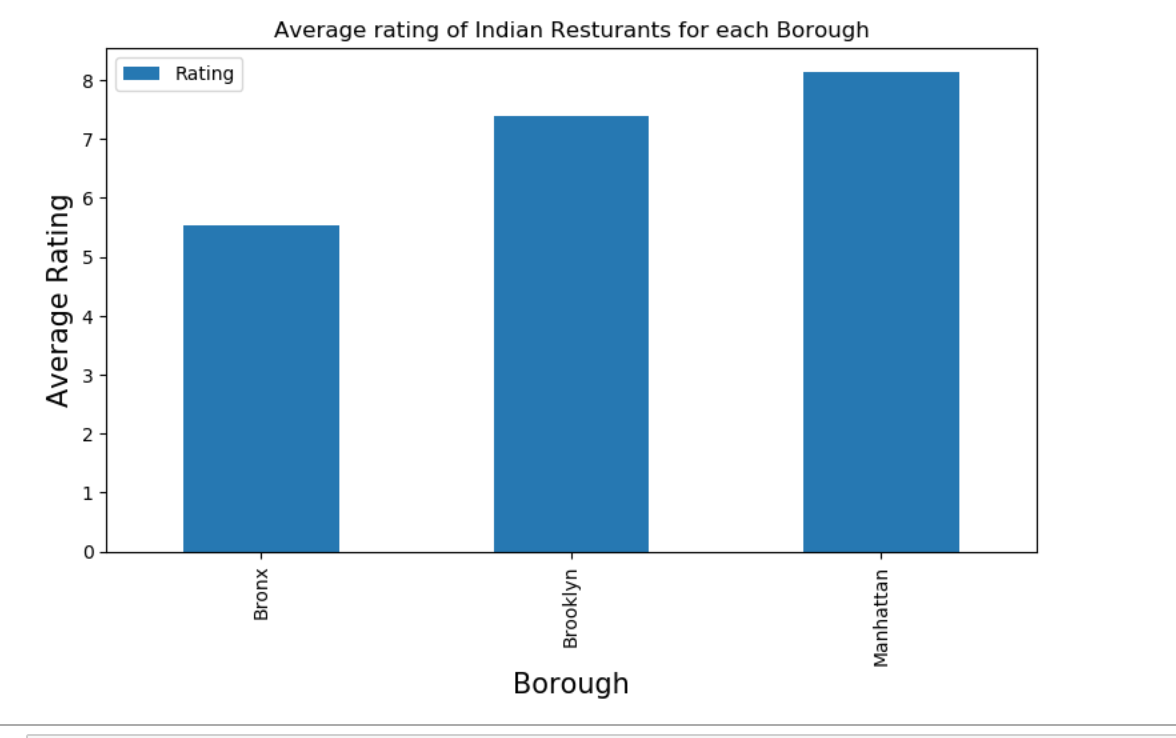 Average rating of Indian Resturants for each Borough
Rating
8
7
6
5
4
3
2
1
0
Average Rating
Bronx
Brooklyn
Manhattan
Borough